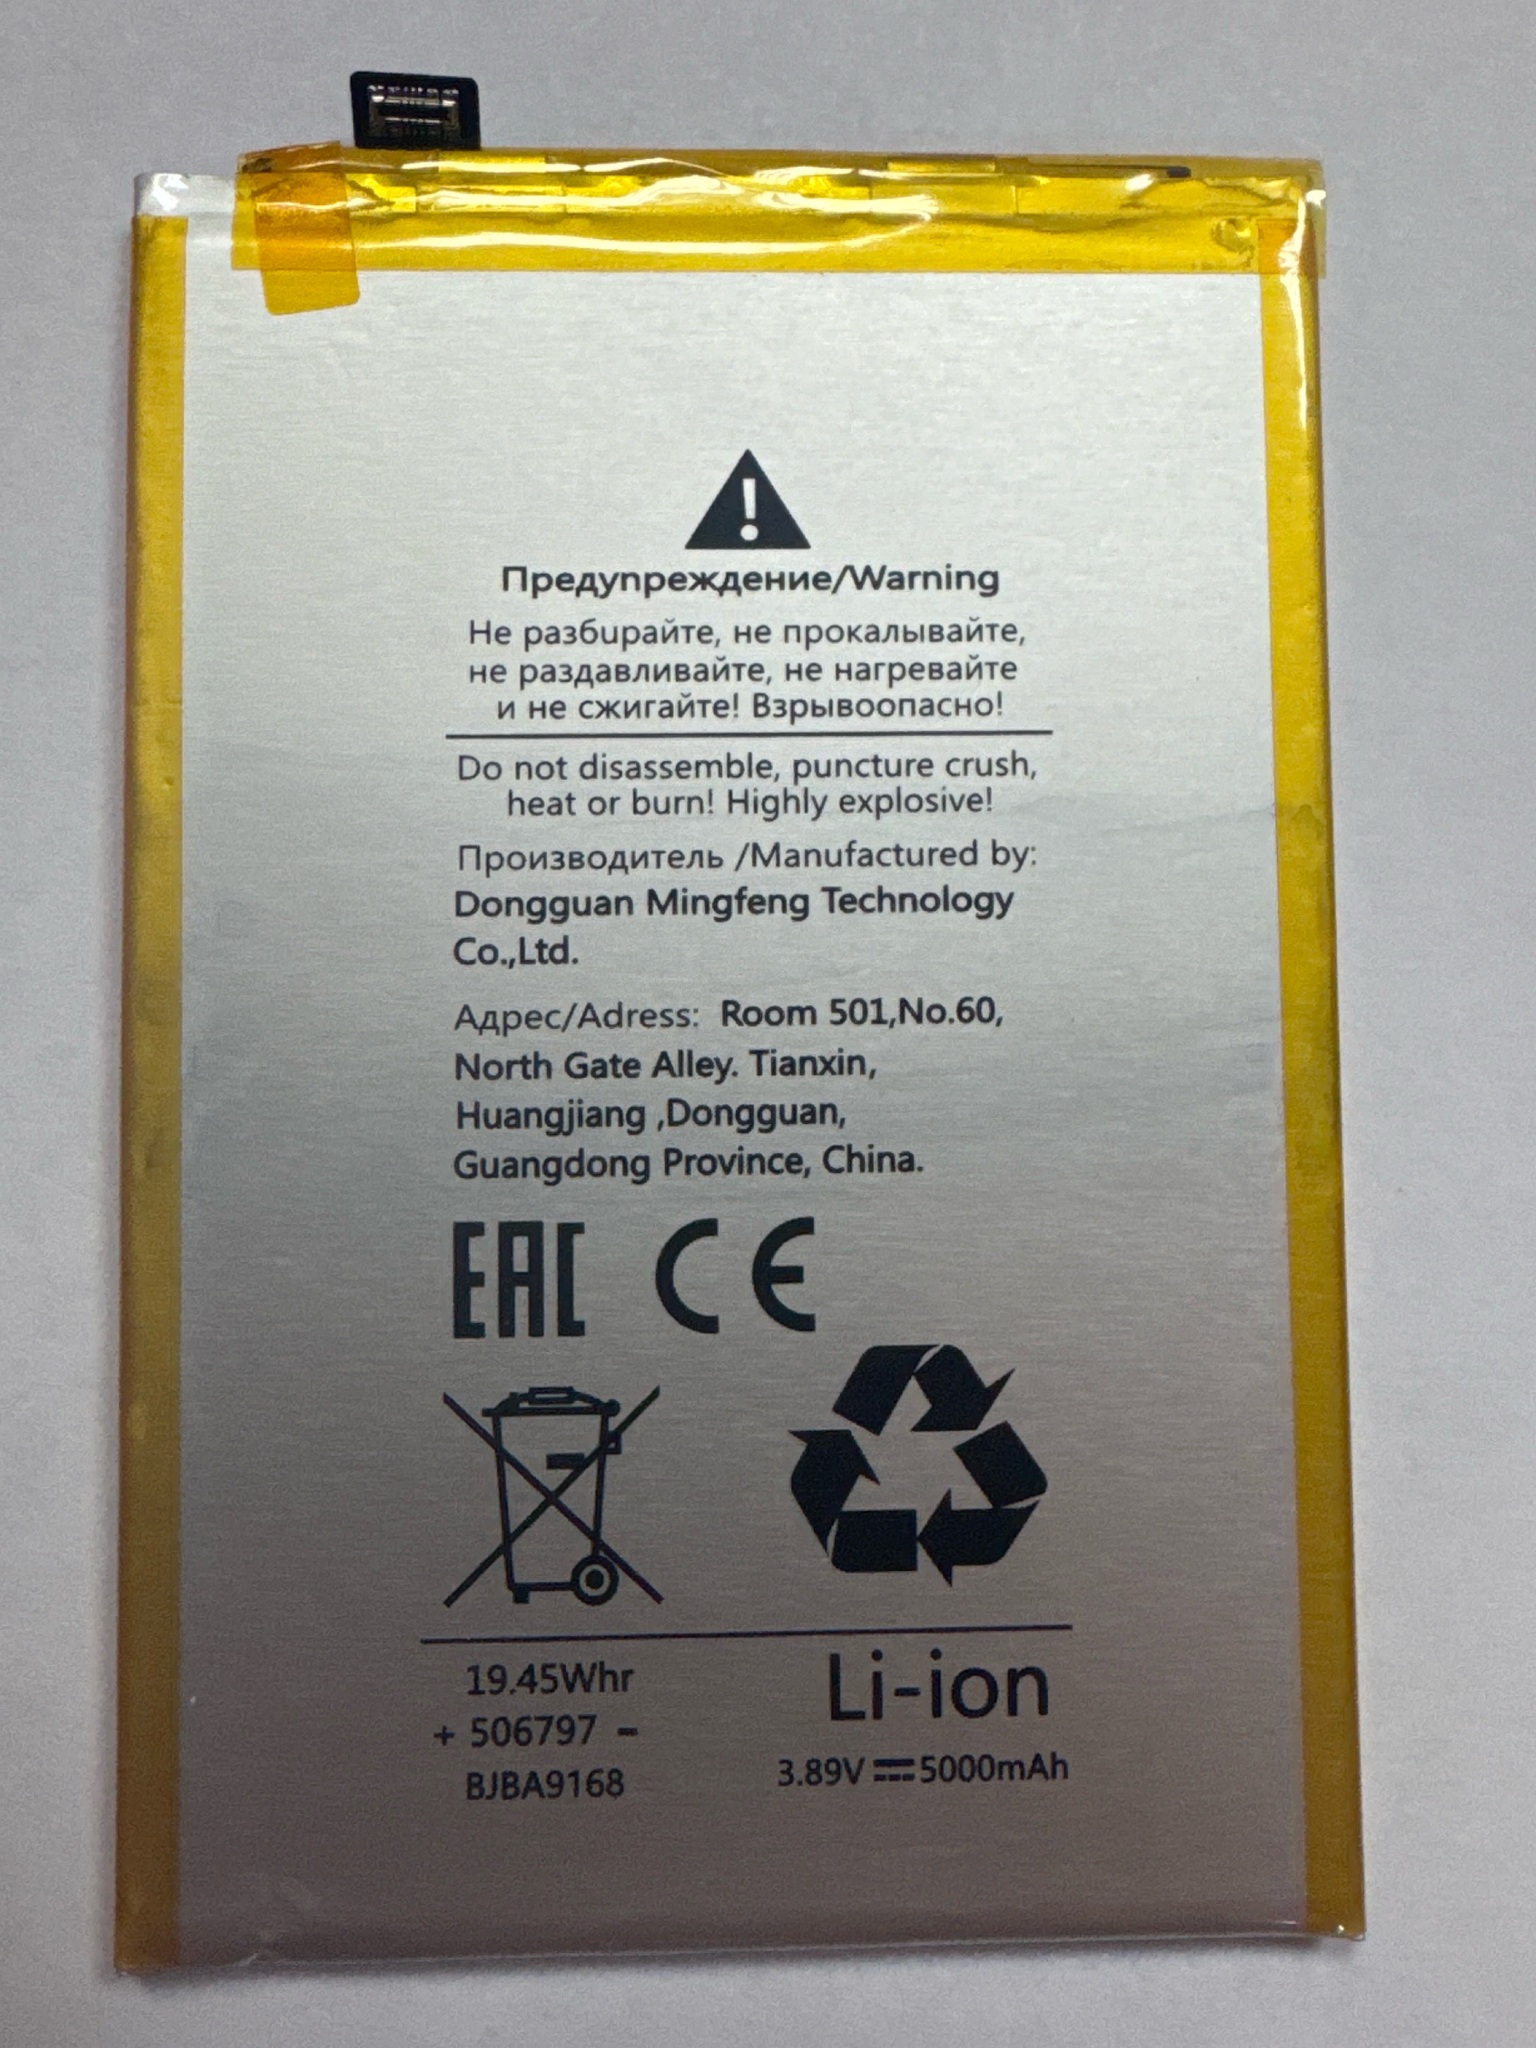 Предупреждение/Warning
Не разбирайте, не прокалывайте,
не раздавливайте, не нагревайте
и не сжигайте! Взрывоопасно!
Do not disassemble, puncture crush,
heat or burn! Highly explosive!
Производитель /Manufactured by:
Dongguan Mingfeng Technology
Co.,Ltd.
Адрес/Adress: Room 501,No.60,
North Gate Alley. Tianxin,
Huangjiang ,Dongguan,
Guangdong Province, China.
EAC CE
19.45Whr
+ 506797 -
BJBA9168
Li-ion
3.89V ⎓ 5000mAh